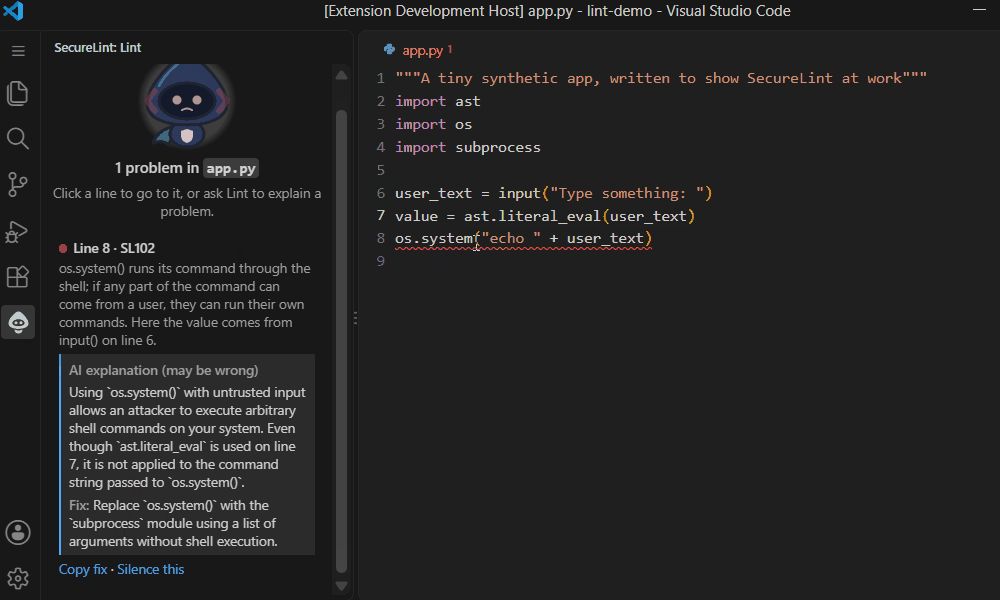 [Extension Development Host] app.py - lint-demo - Visual Studio Code
SecureLint: Lint
1 problem in app.py
Click a line to go to it, or ask Lint to explain a
problem.
Line 8 · SL102
os.system() runs its command through the
shell; if any part of the command can
come from a user, they can run their own
commands. Here the value comes from
input() on line 6.
AI explanation (may be wrong)
Using `os.system()` with untrusted input
allows an attacker to execute arbitrary
shell commands on your system. Even
though `ast.literal_eval` is used on line
7, it is not applied to the command
string passed to `os.system()`.
Fix: Replace `os.system()` with the
`subprocess` module using a list of
arguments without shell execution.
Copy fix · Silence this
app.py 1
1 """A tiny synthetic app, written to show SecureLint at work"""
2 import ast
3 import os
4 import subprocess
5
6 user_text = input("Type something: ")
7 value = ast.literal_eval(user_text)
8 os.system("echo " + user_text)
9